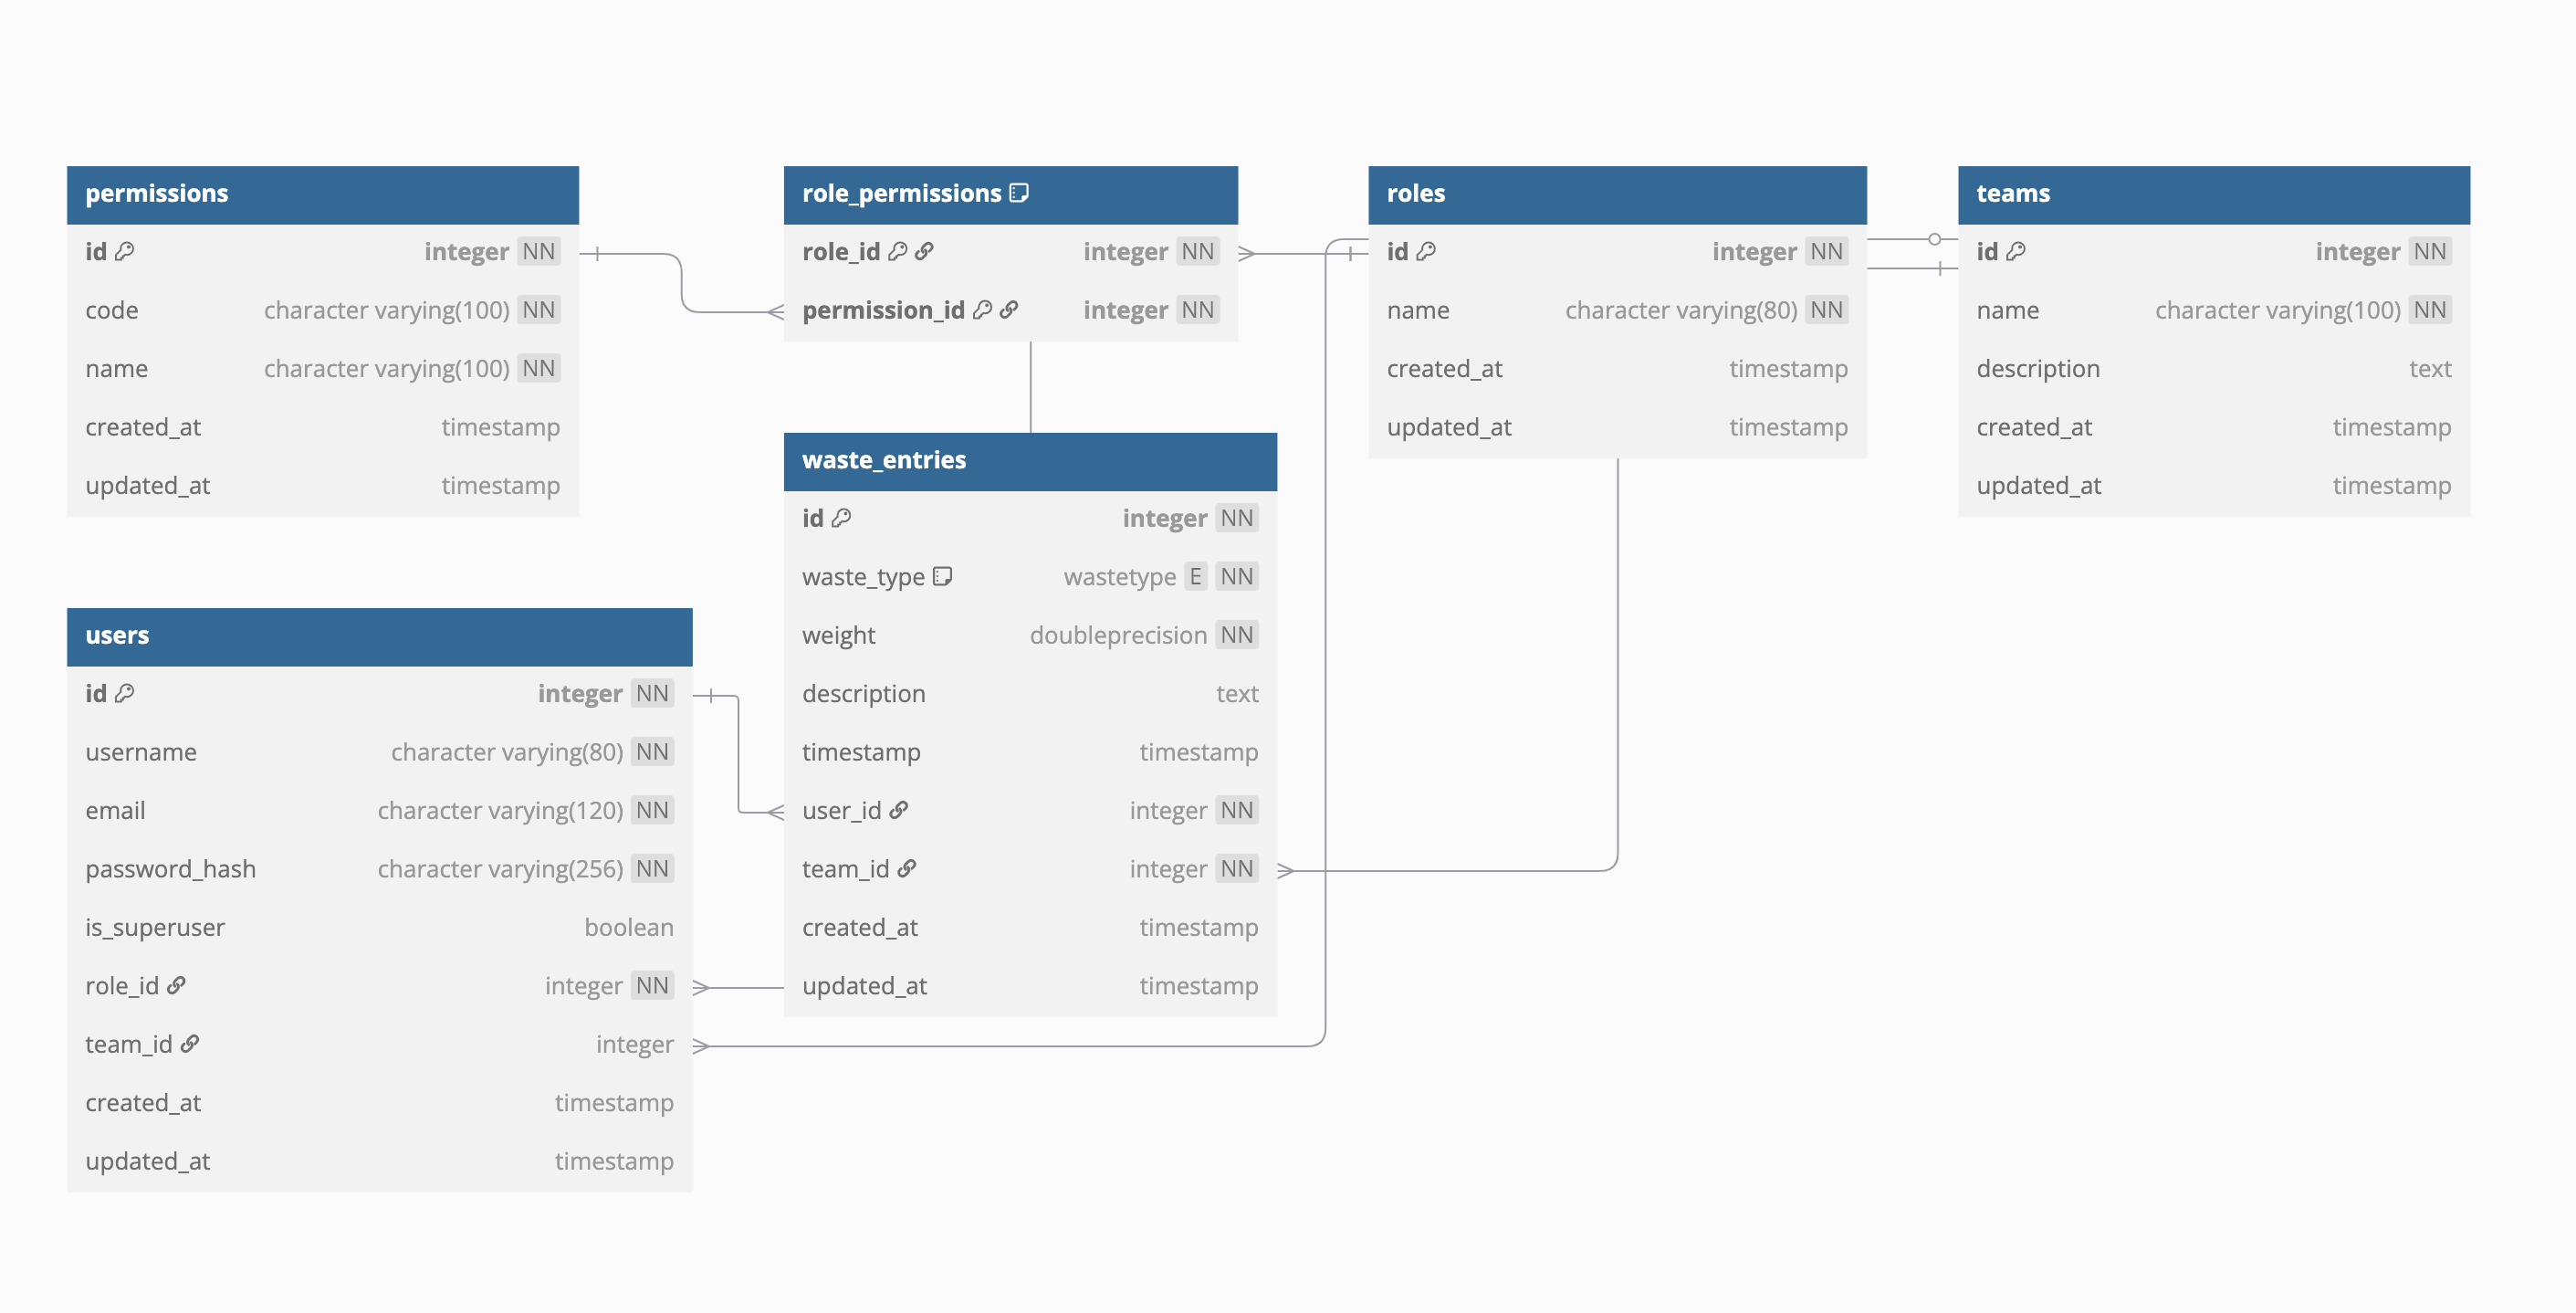 permissions
id integer NN
code character varying(100) NN
name character varying(100) NN
created_at timestamp
updated_at timestamp
role_permissions
role_id integer NN
permission_id integer NN
roles
id integer NN
name character varying(80) NN
created_at timestamp
updated_at timestamp
teams
id integer NN
name character varying(100) NN
description text
created_at timestamp
updated_at timestamp
waste_entries
id integer NN
waste_type wastetype E NN
weight doubleprecision NN
description text
timestamp timestamp
user_id integer NN
team_id integer NN
created_at timestamp
updated_at timestamp
users
id integer NN
username character varying(80) NN
email character varying(120) NN
password_hash character varying(256) NN
is_superuser boolean
role_id integer NN
team_id integer
created_at timestamp
updated_at timestamp